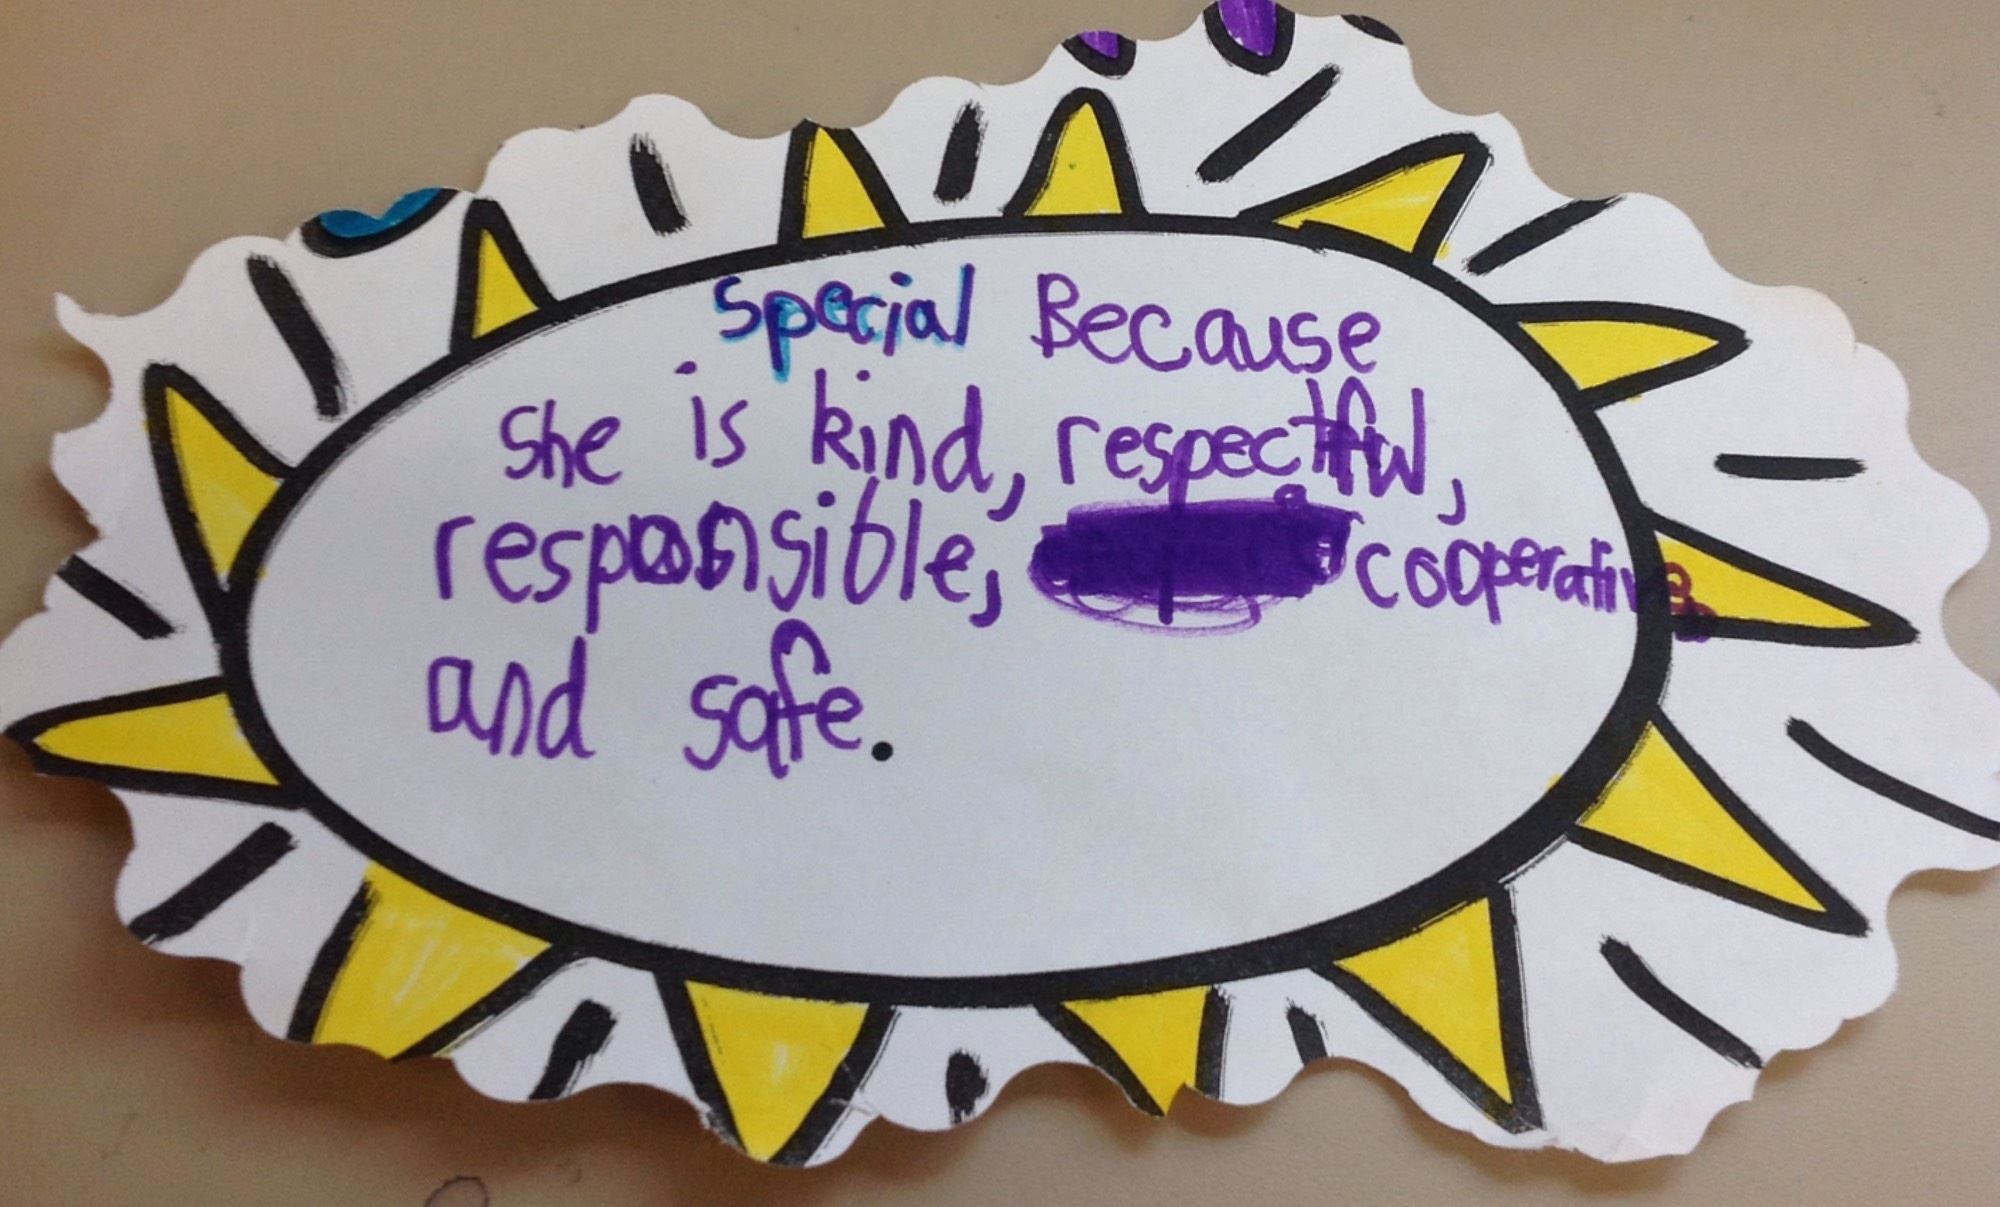 Special Because
She is kind, respectful,
responsible, cooperative,
and safe.